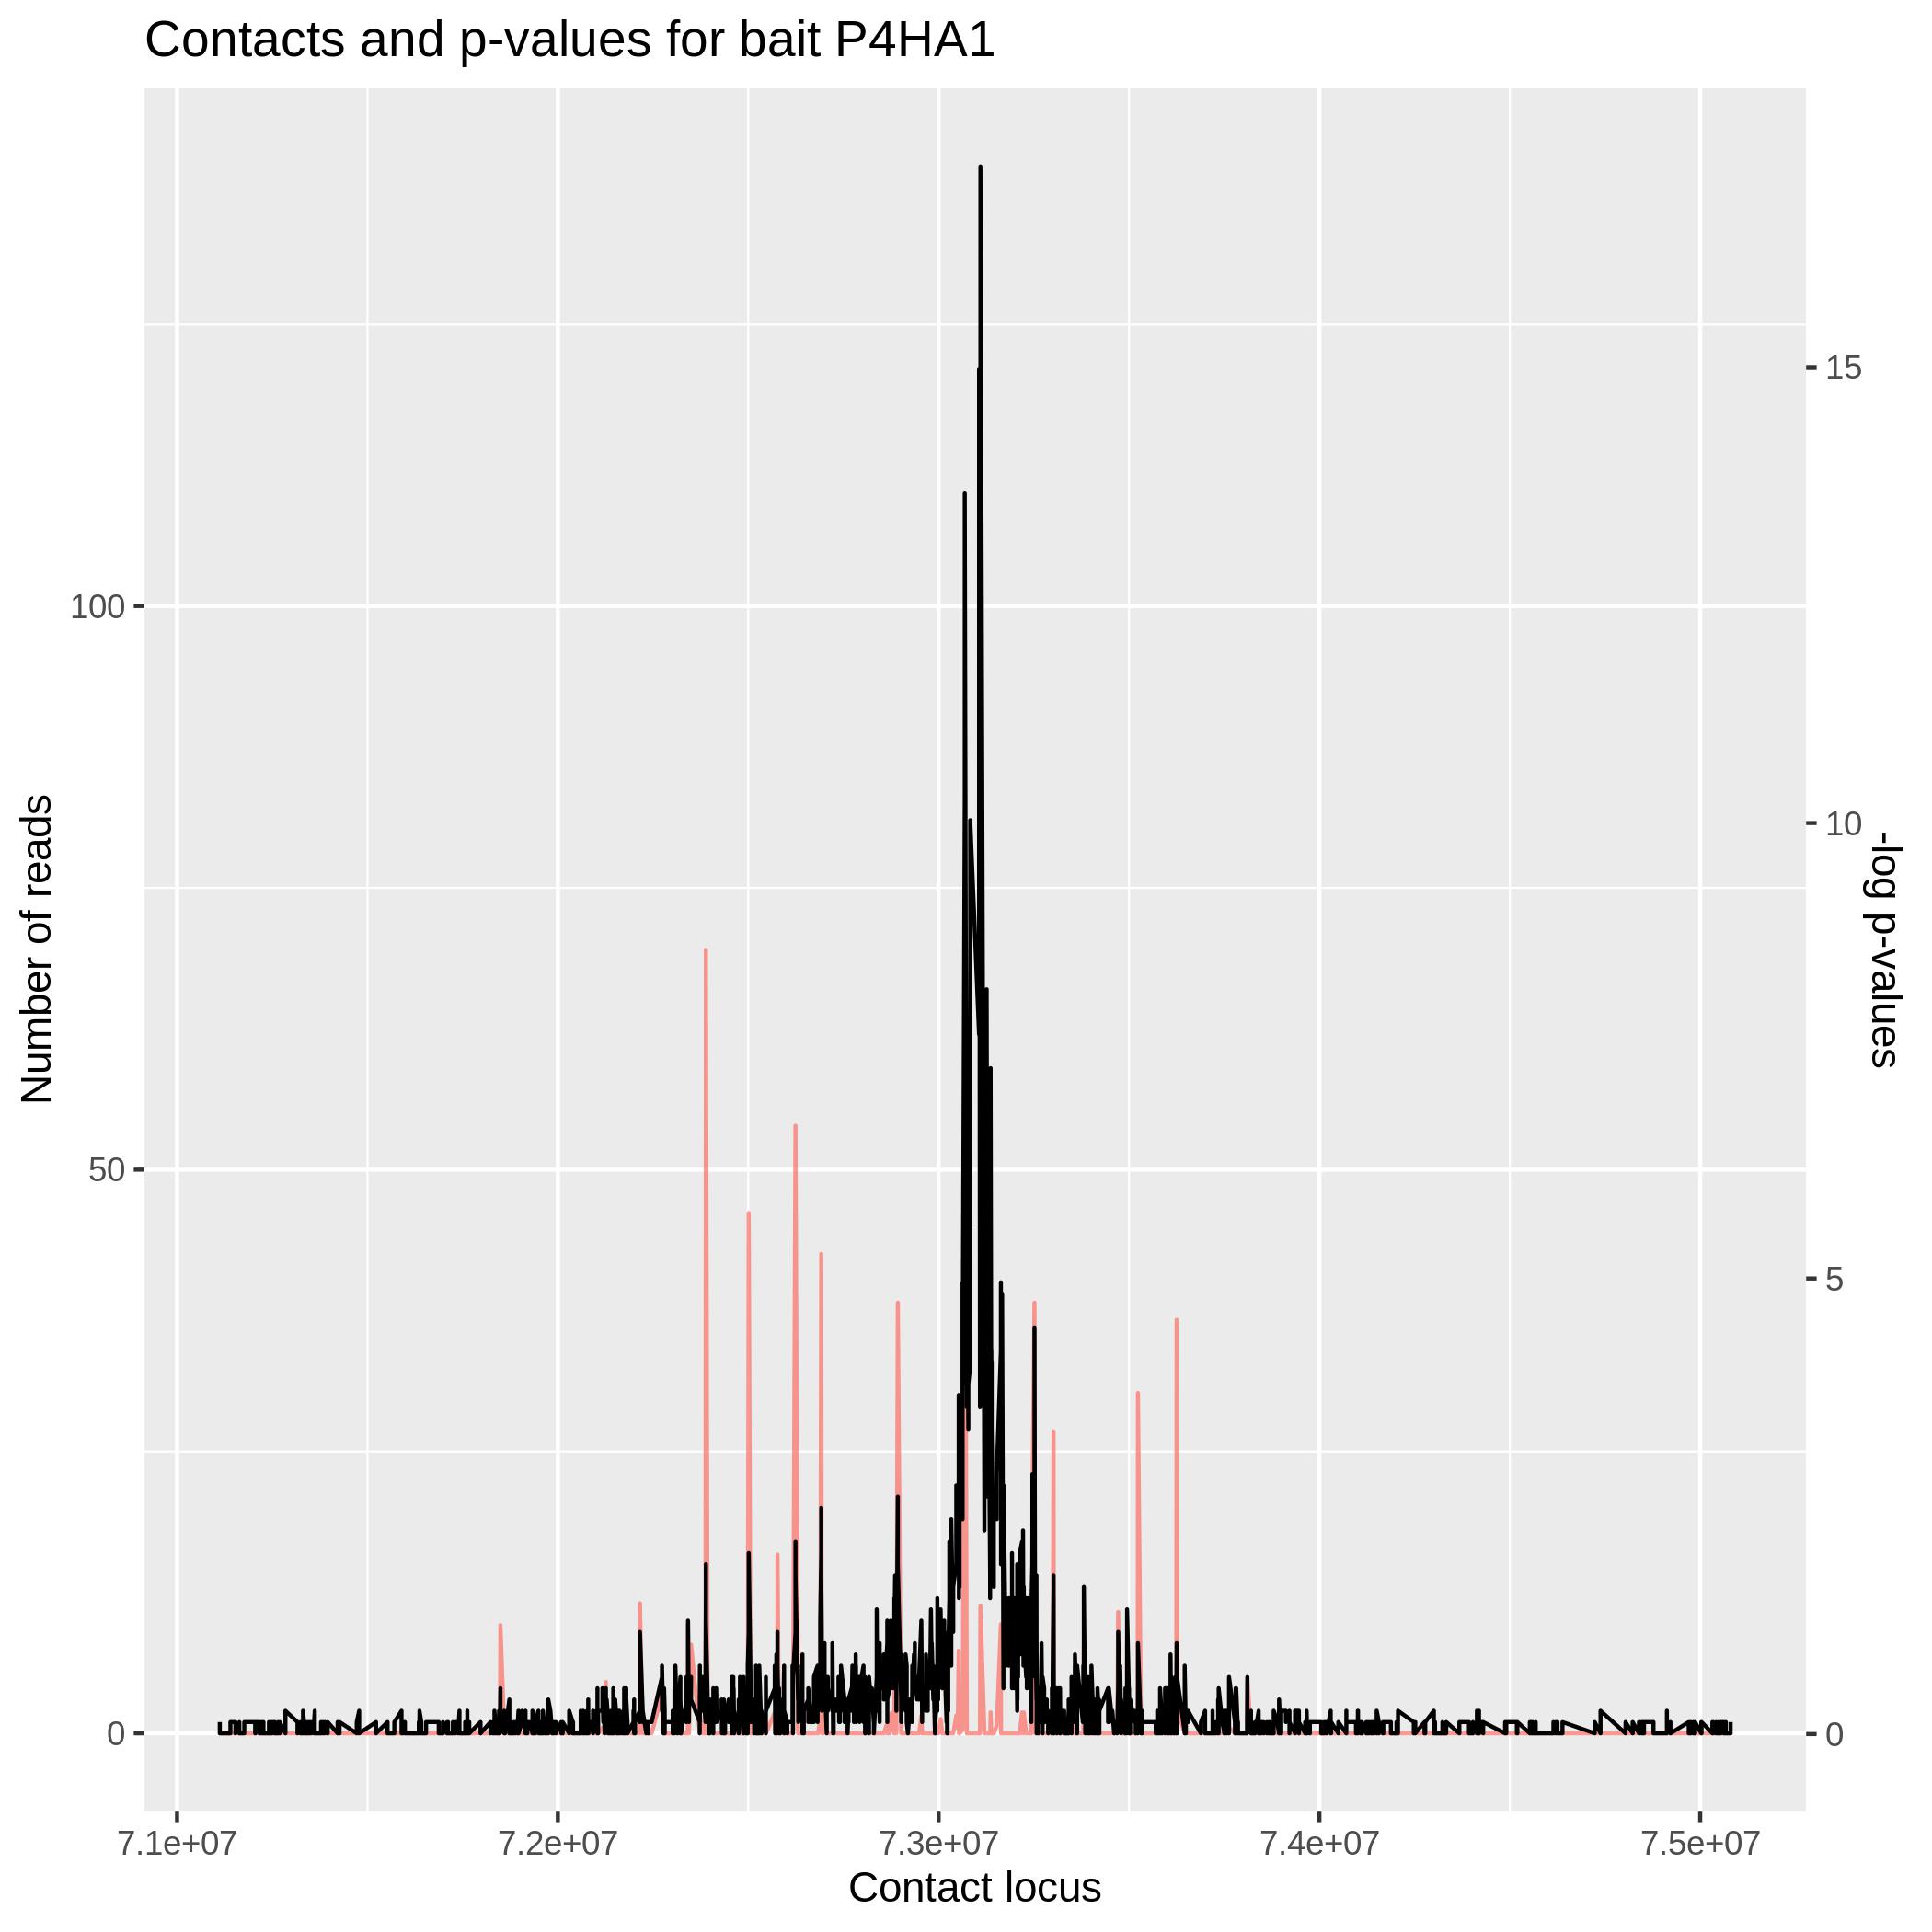 Contacts and p-values for bait P4HA1
Number of reads
100
50
0
15
10
5
0
-log p-values
7.1e+07
7.2e+07
7.3e+07
7.4e+07
7.5e+07
Contact locus